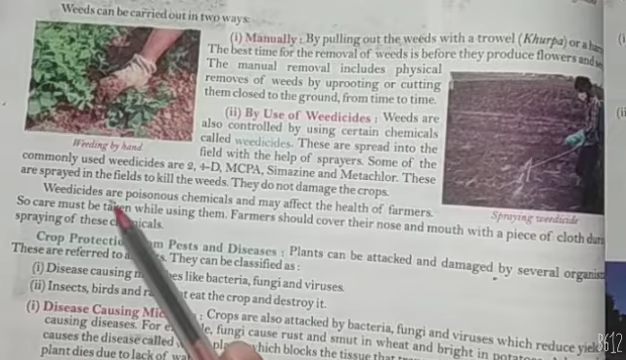 Weeds can be carried out in two ways:
(i) Manually : By pulling out the weeds with a trowel (Khurpa) or a
The best time for the removal of weeds is before they produce flowers and
The manual removal includes physical
removes of weeds by uprooting or cutting
them closed to the ground, from time to time.
(ii) By Use of Weedicides : Weeds are
also controlled by using certain chemicals
called weedicides. These are spread into the
field with the help of sprayers. Some of the
Weeding by hand
commonly used weedicides are 2, 4-D, MCPA, Simazine and Metachlor. These
are sprayed in the fields to kill the weeds. They do not damage the crops.
Spraying weedicide
Weedicides are poisonous chemicals and may affect the health of farmers.
So care must be taken while using them. Farmers should cover their nose and mouth with a piece of cloth
spraying of these
Crop Pests and Diseases : Plants can be attacked and damaged by several
These are referred to They can be classified as :
(i) Disease causing like bacteria, fungi and viruses.
(ii) Insects, birds and eat the crop and destroy it.
(i) Disease Causing : Crops are also attacked by bacteria, fungi and viruses which reduce
causing diseases. For fungi cause rust and smut in wheat and bright in
causes the disease called which blocks the tissue
plant dies due to lack of
8612